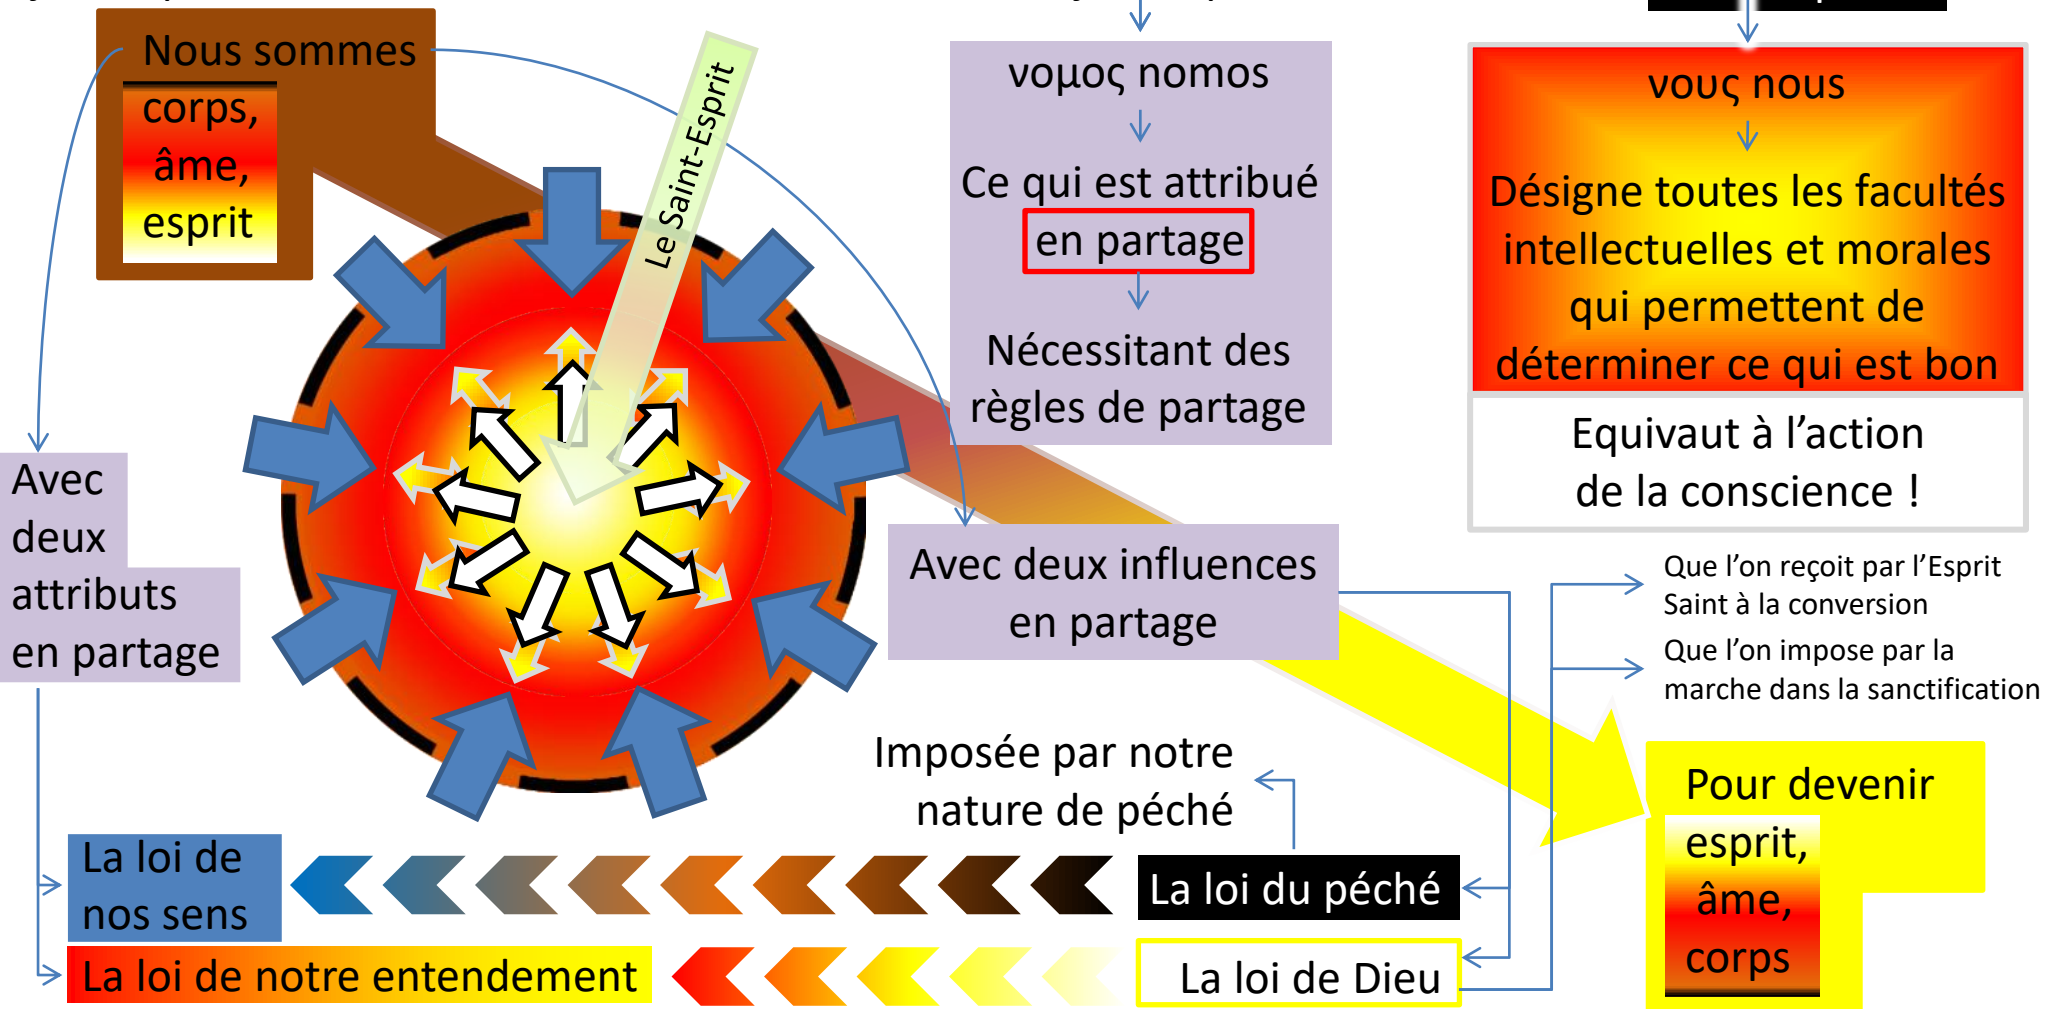 Nous sommes
corps,
âme,
esprit
Le Saint-Esprit
νομος nomos
Ce qui est attribué
en partage
Nécessitant des
règles de partage
νους nous
Désigne toutes les facultés
intellectuelles et morales
qui permettent de
déterminer ce qui est bon
Equivaut à l’action
de la conscience !
Avec
deux
attributs
en partage
Avec deux influences
en partage
Que l’on reçoit par l’Esprit
Saint à la conversion
Que l’on impose par la
marche dans la sanctification
Imposée par notre
nature de péché
Pour devenir
esprit,
âme,
corps
La loi de
nos sens
La loi du péché
La loi de notre entendement
La loi de Dieu